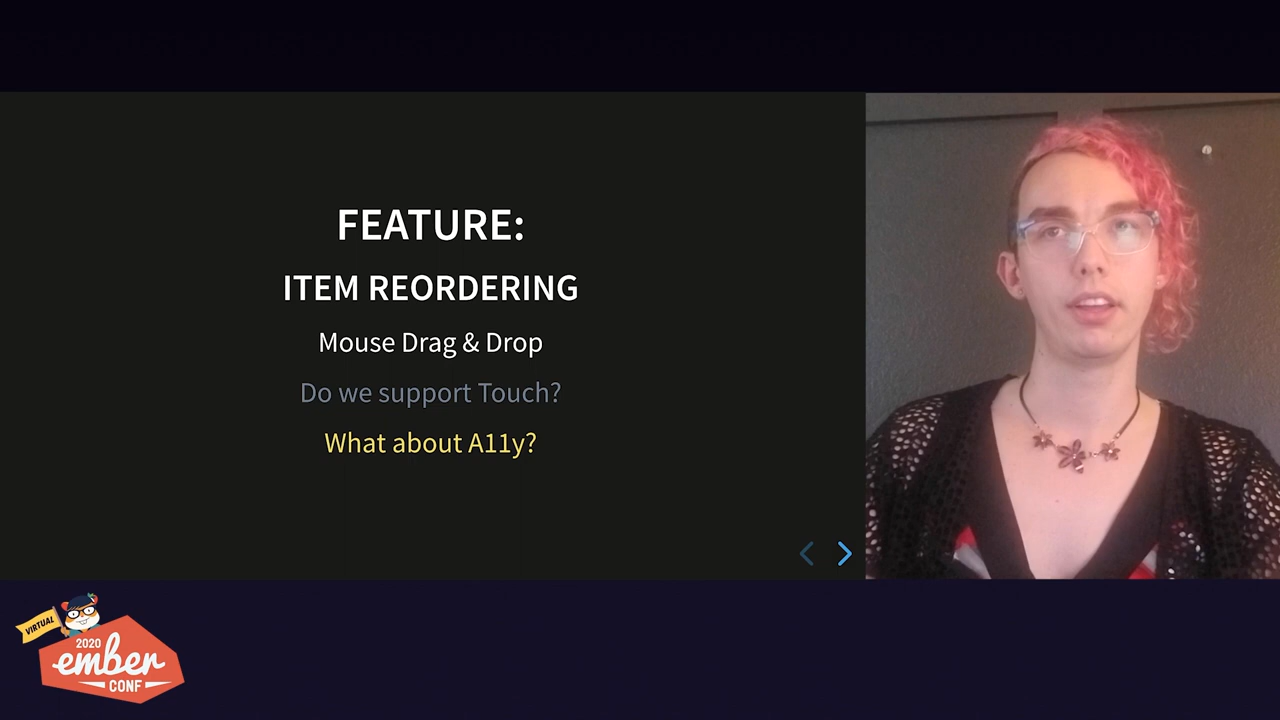 FEATURE:
ITEM REORDERING
Mouse Drag & Drop
Do we support Touch?
What about A11y?
VIRTUAL
2020
ember
CONF